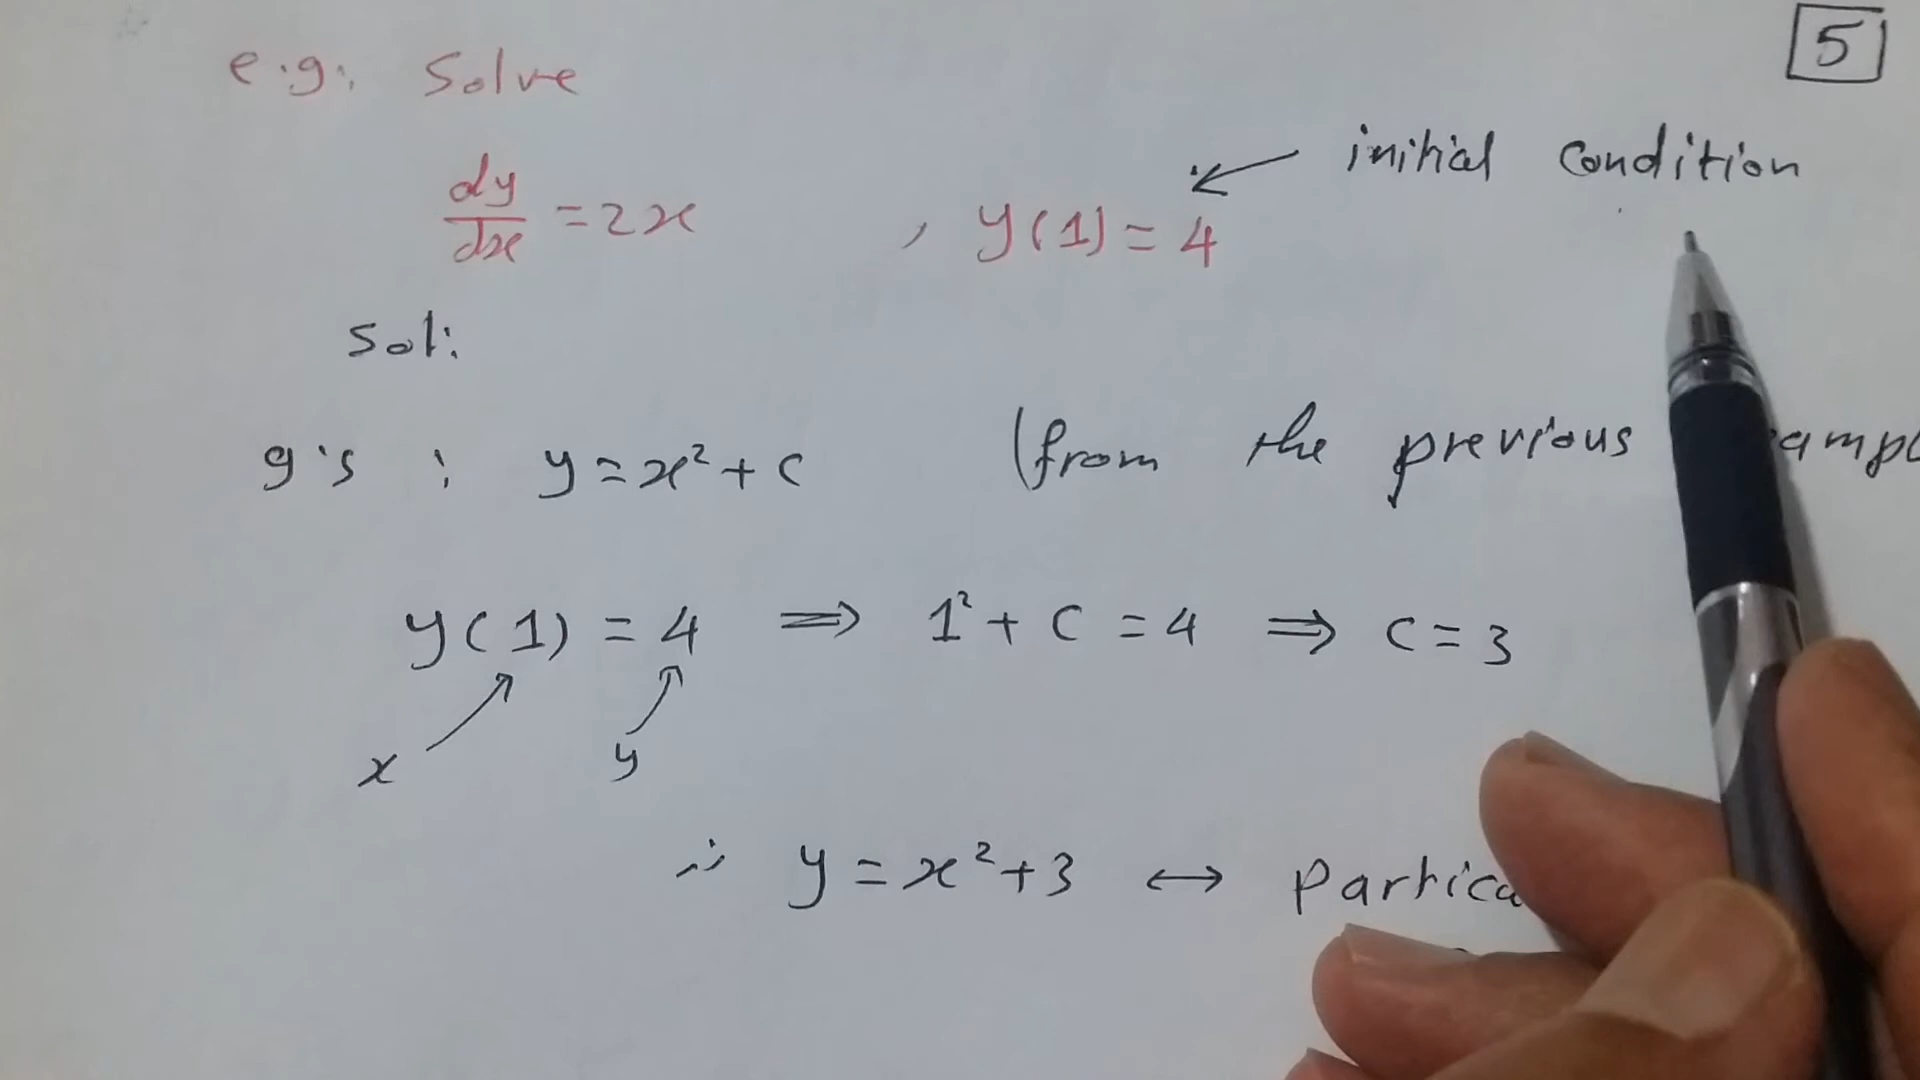 5
e.g: Solve
initial condition
dy/dx = 2x , y(1) = 4
Sol:
g.s : y = x² + c (from the previous
y(1) = 4 ⇒ 1² + c = 4 ⇒ c = 3
x y
∴ y = x² + 3 ↔